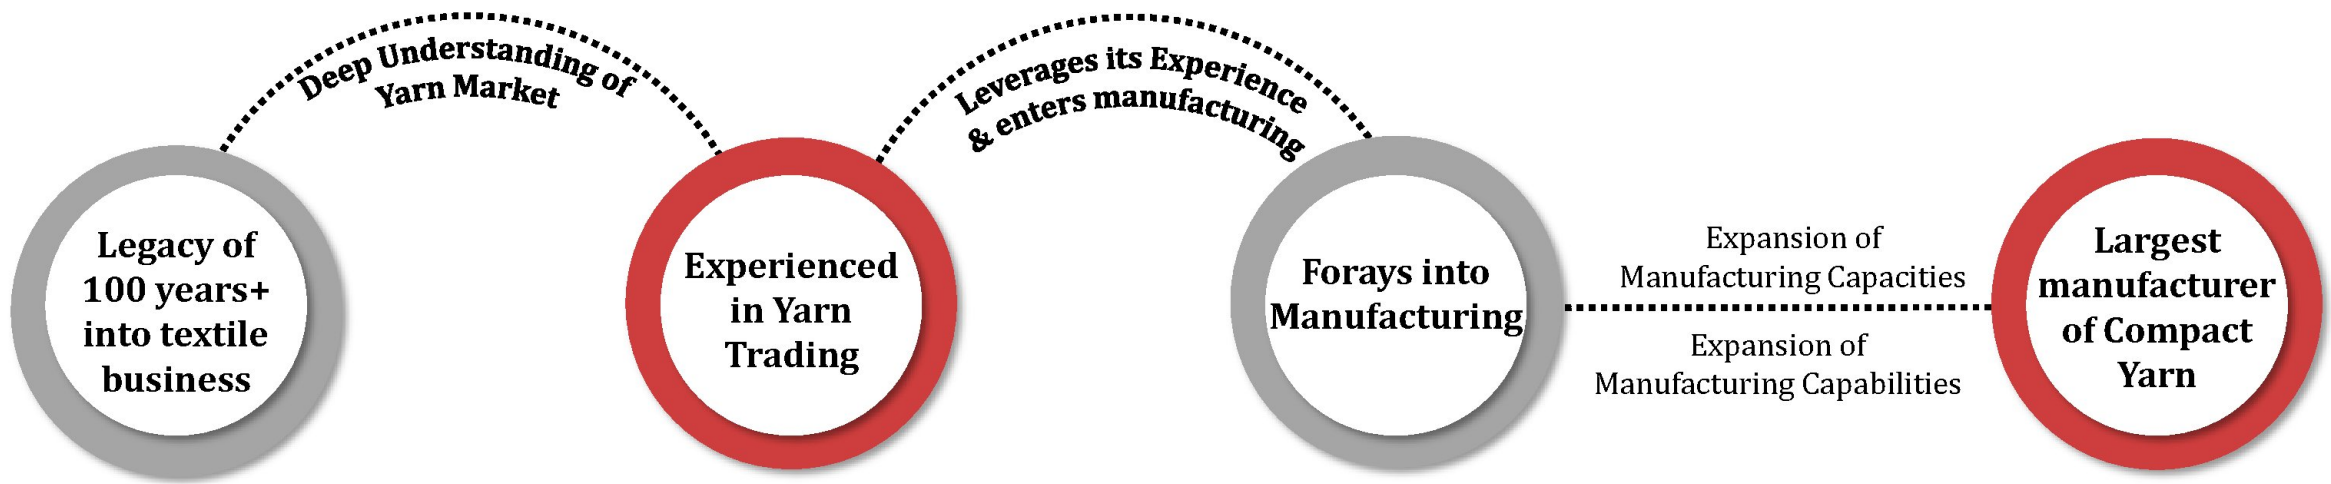 Legacy of
100 years+
into textile
business
Deep Understanding of
Yarn Market
Experienced
in Yarn
Trading
Leverages its Experience
& enters manufacturing
Forays into
Manufacturing
Expansion of
Manufacturing Capacities
Expansion of
Manufacturing Capabilities
Largest
manufacturer
of Compact
Yarn